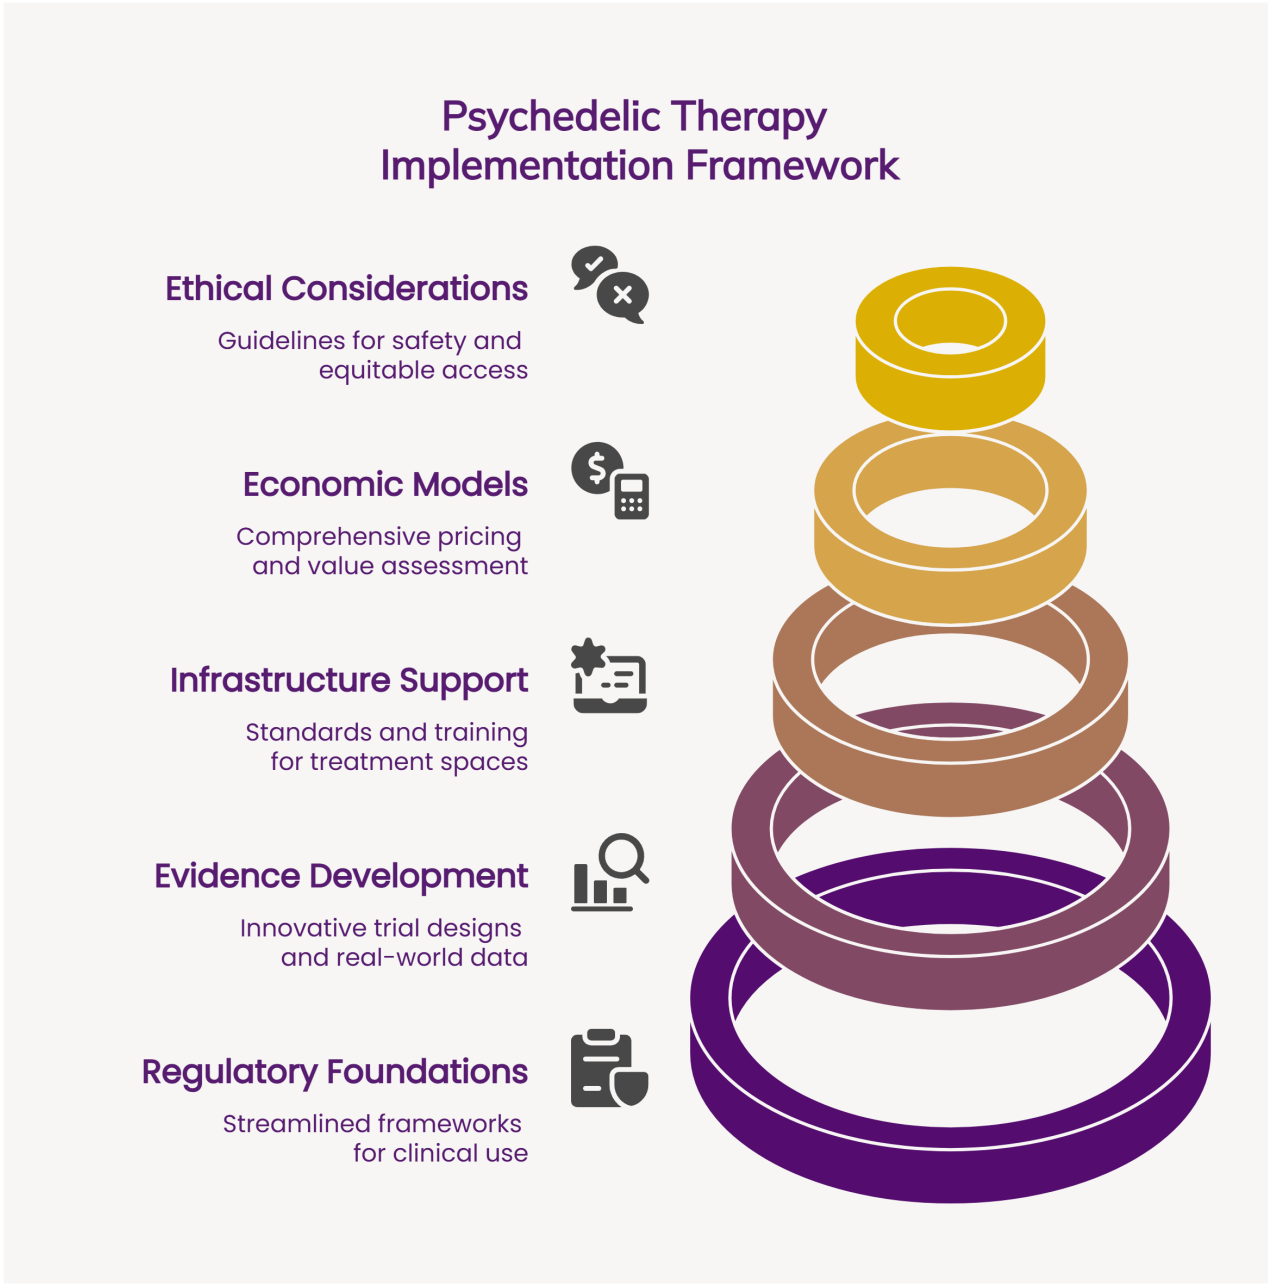 Psychedelic Therapy
Implementation Framework
Ethical Considerations
Guidelines for safety and
equitable access
Economic Models
Comprehensive pricing
and value assessment
Infrastructure Support
Standards and training
for treatment spaces
Evidence Development
Innovative trial designs
and real-world data
Regulatory Foundations
Streamlined frameworks
for clinical use